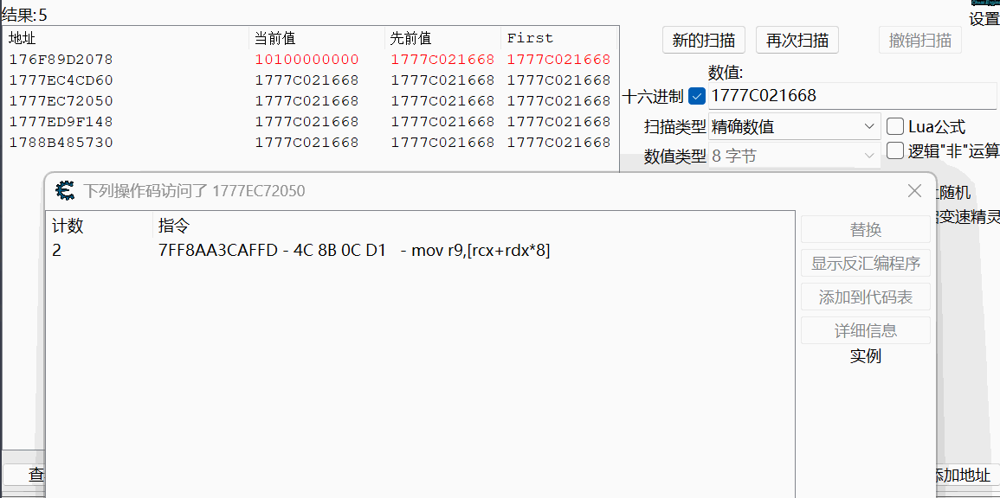 结果:5
Cheat Engine
设置
地址 当前值 先前值 First
176F89D2078 10100000000 1777C021668 1777C021668
1777EC4CD60 1777C021668 1777C021668 1777C021668
1777EC72050 1777C021668 1777C021668 1777C021668
1777ED9F148 1777C021668 1777C021668 1777C021668
1788B485730 1777C021668 1777C021668 1777C021668
新的扫描 再次扫描 撤销扫描
数值:
十六进制 1777C021668
扫描类型 精确数值 Lua公式
数值类型 8 字节 逻辑"非"运算
随机
变速精灵
下列操作码访问了 1777EC72050
计数 指令
2 7FF8AA3CAFFD - 4C 8B 0C D1 - mov r9,[rcx+rdx*8]
替换
显示反汇编程序
添加到代码表
详细信息
实例
查
添加地址